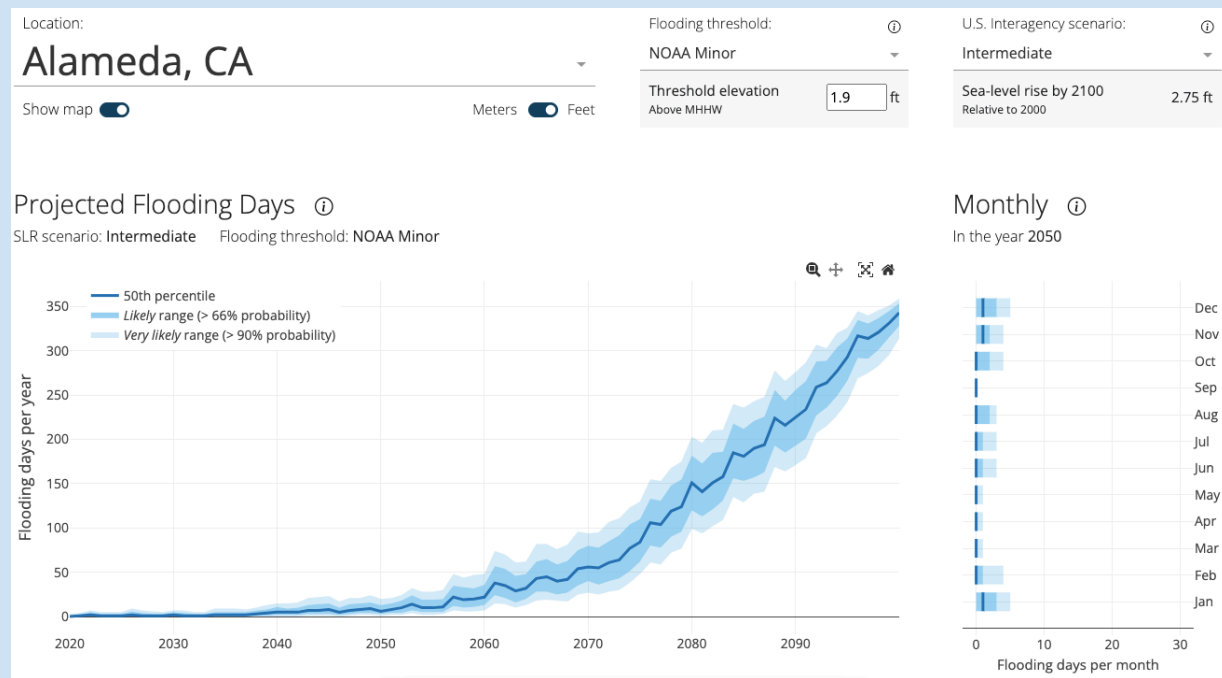 Location:
Alameda, CA
Show map
Meters Feet
Flooding threshold:
NOAA Minor
Threshold elevation
Above MHHW
1.9 ft
U.S. Interagency scenario:
Intermediate
Sea-level rise by 2100
Relative to 2000
2.75 ft
Projected Flooding Days
SLR scenario: Intermediate Flooding threshold: NOAA Minor
50th percentile
Likely range (> 66% probability)
Very likely range (> 90% probability)
Flooding days per year
350
300
250
200
150
100
50
0
2020 2030 2040 2050 2060 2070 2080 2090
Monthly
In the year 2050
Dec
Nov
Oct
Sep
Aug
Jul
Jun
May
Apr
Mar
Feb
Jan
0 10 20 30
Flooding days per month